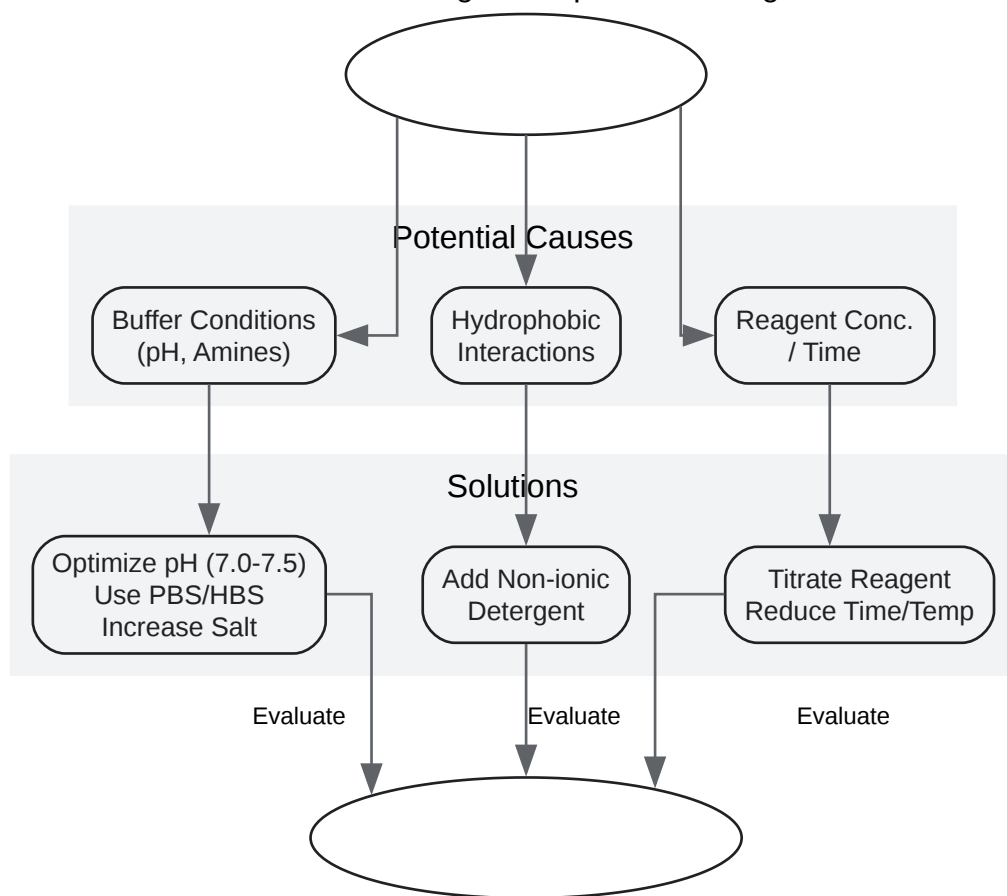 Potential Causes
Buffer Conditions
(pH, Amines)
Hydrophobic
Interactions
Reagent Conc.
/ Time
Solutions
Optimize pH (7.0-7.5)
Use PBS/HBS
Increase Salt
Add Non-ionic
Detergent
Titrate Reagent
Reduce Time/Temp
Evaluate
Evaluate
Evaluate